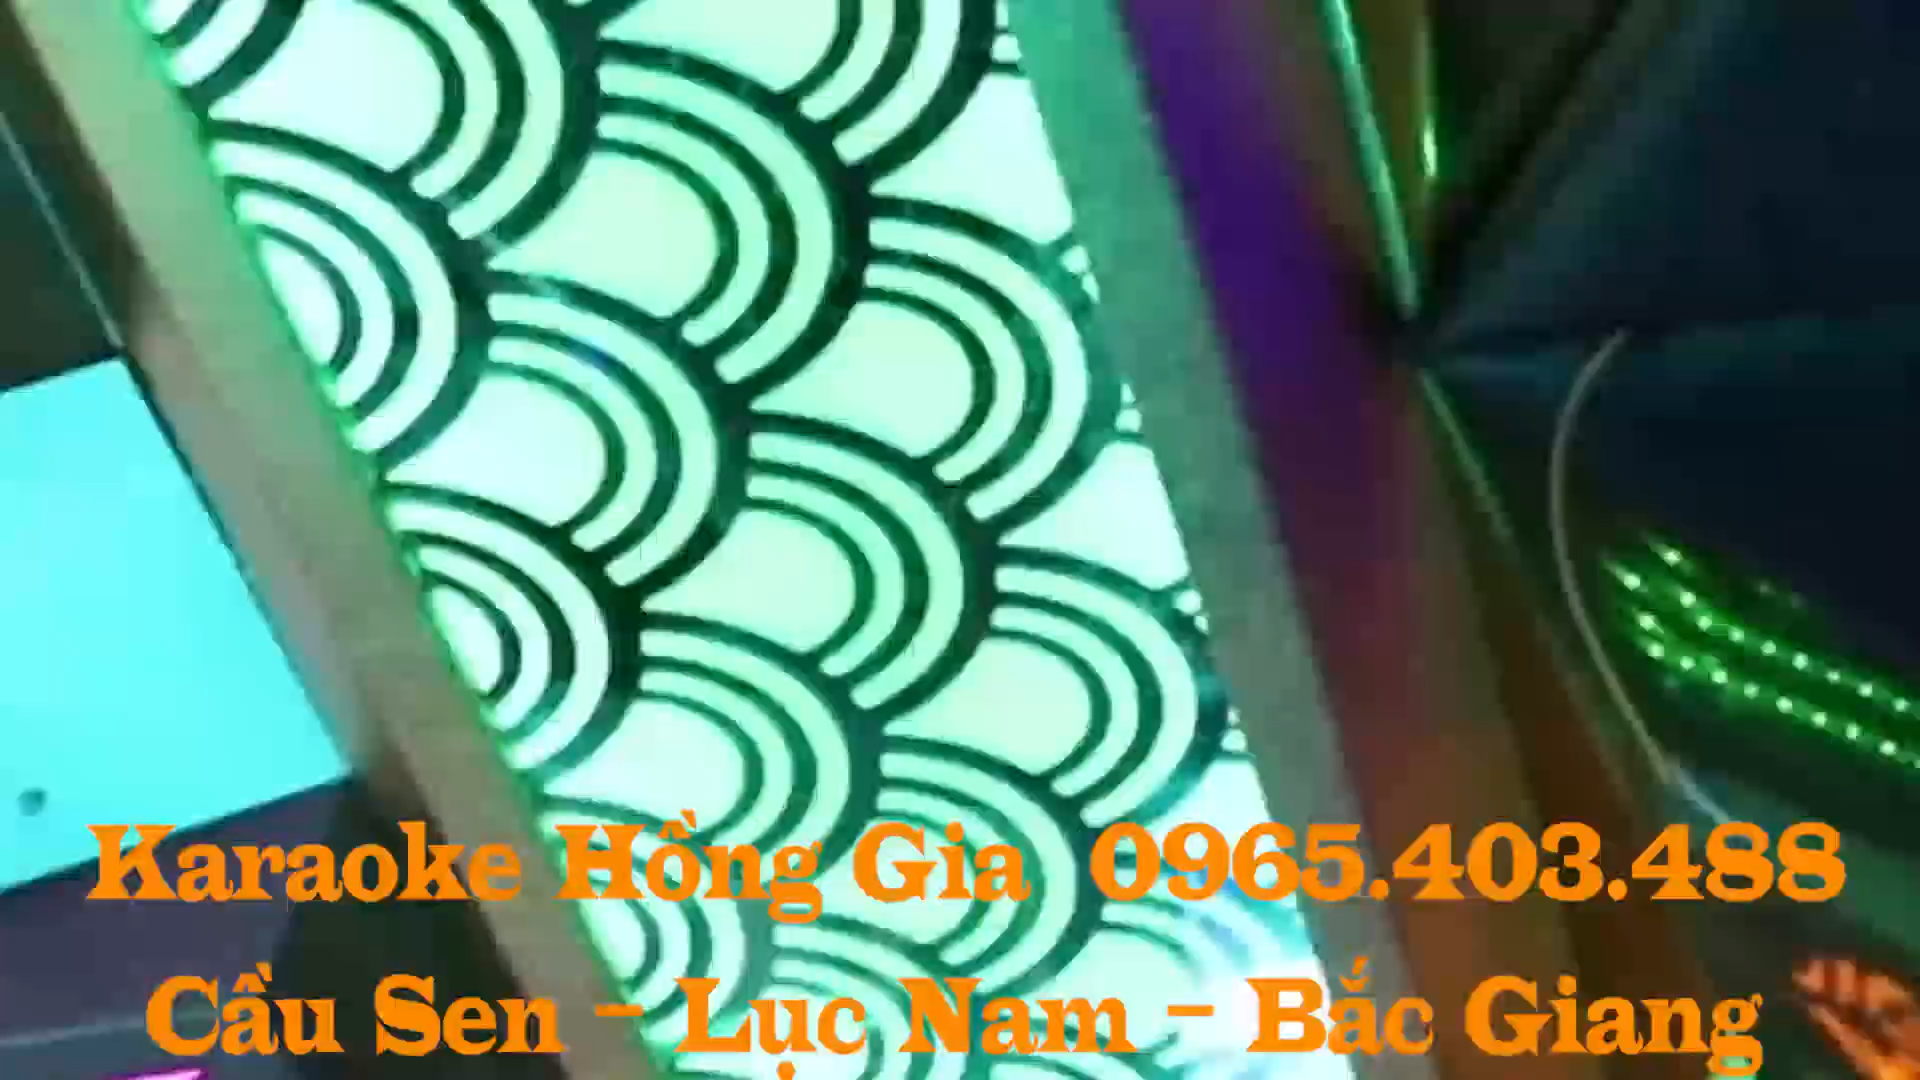 Karaoke Hồng Gia 0965.403.488
Cầu Sen - Lục Nam - Bắc Giang